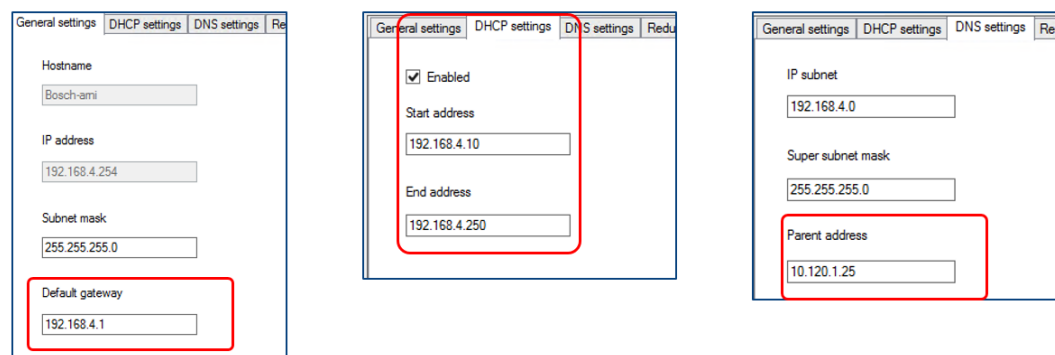 General settings DHCP settings DNS settings Re
Hostname
Bosch-ami
IP address
192.168.4.254
Subnet mask
255.255.255.0
Default gateway
192.168.4.1
General settings DHCP settings DNS settings Redu
Enabled
Start address
192.168.4.10
End address
192.168.4.250
General settings DHCP settings DNS settings Re
IP subnet
192.168.4.0
Super subnet mask
255.255.255.0
Parent address
10.120.1.25